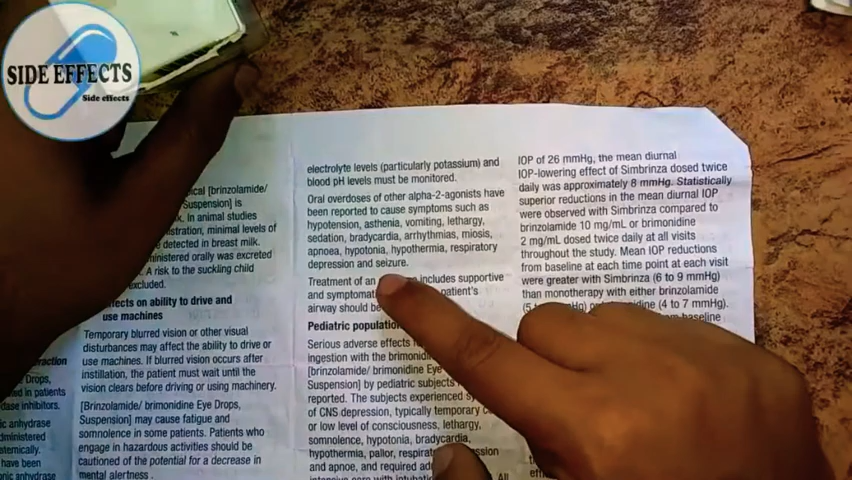 SIDE EFFECTS
Side effects
[brinzolamide/
Suspension] is
k. In animal studies
istration, minimal levels of
detected in breast milk.
ministered orally was excreted
. A risk to the suckling child
excluded.
ects on ability to drive and
use machines
Temporary blurred vision or other visual
disturbances may affect the ability to drive or
use machines. If blurred vision occurs after
instillation, the patient must wait until the
vision clears before driving or using machinery.
[Brinzolamide/ brimonidine Eye Drops,
Suspension] may cause fatigue and
somnolence in some patients. Patients who
engage in hazardous activities should be
cautioned of the potential for a decrease in
mental alertness.
Drops,
in patients
inhibitors.
anhydrase
have been
anhydrase
electrolyte levels (particularly potassium) and
blood pH levels must be monitored.
Oral overdoses of other alpha-2-agonists have
been reported to cause symptoms such as
hypotension, asthenia, vomiting, lethargy,
sedation, bradycardia, arrhythmias, miosis,
apnoea, hypotonia, hypothermia, respiratory
depression and seizure.
Treatment of an includes supportive
and symptomat patient's
airway should be
Pediatric population
Serious adverse effects
ingestion with the brimonidi
[brinzolamide/ brimonidine Eye
Suspension] by pediatric subjects
reported. The subjects experienced sy
of CNS depression, typically temporary c
or low level of consciousness, lethargy,
somnolence, hypotonia, bradycardia,
hypothermia, pallor, respirat ession
and apnoe, and required adm
intensive care with intubati All
IOP of 26 mmHg, the mean diurnal
IOP-lowering effect of Simbrinza dosed twice
daily was approximately 8 mmHg. Statistically
superior reductions in the mean diurnal IOP
were observed with Simbrinza compared to
brinzolamide 10 mg/mL or brimonidine
2 mg/mL dosed twice daily at all visits
throughout the study. Mean IOP reductions
from baseline at each time point at each visit
were greater with Simbrinza (6 to 9 mmHg)
than monotherapy with either brinzolamide
(5 t idine (4 to 7 mmHg).
from baseline